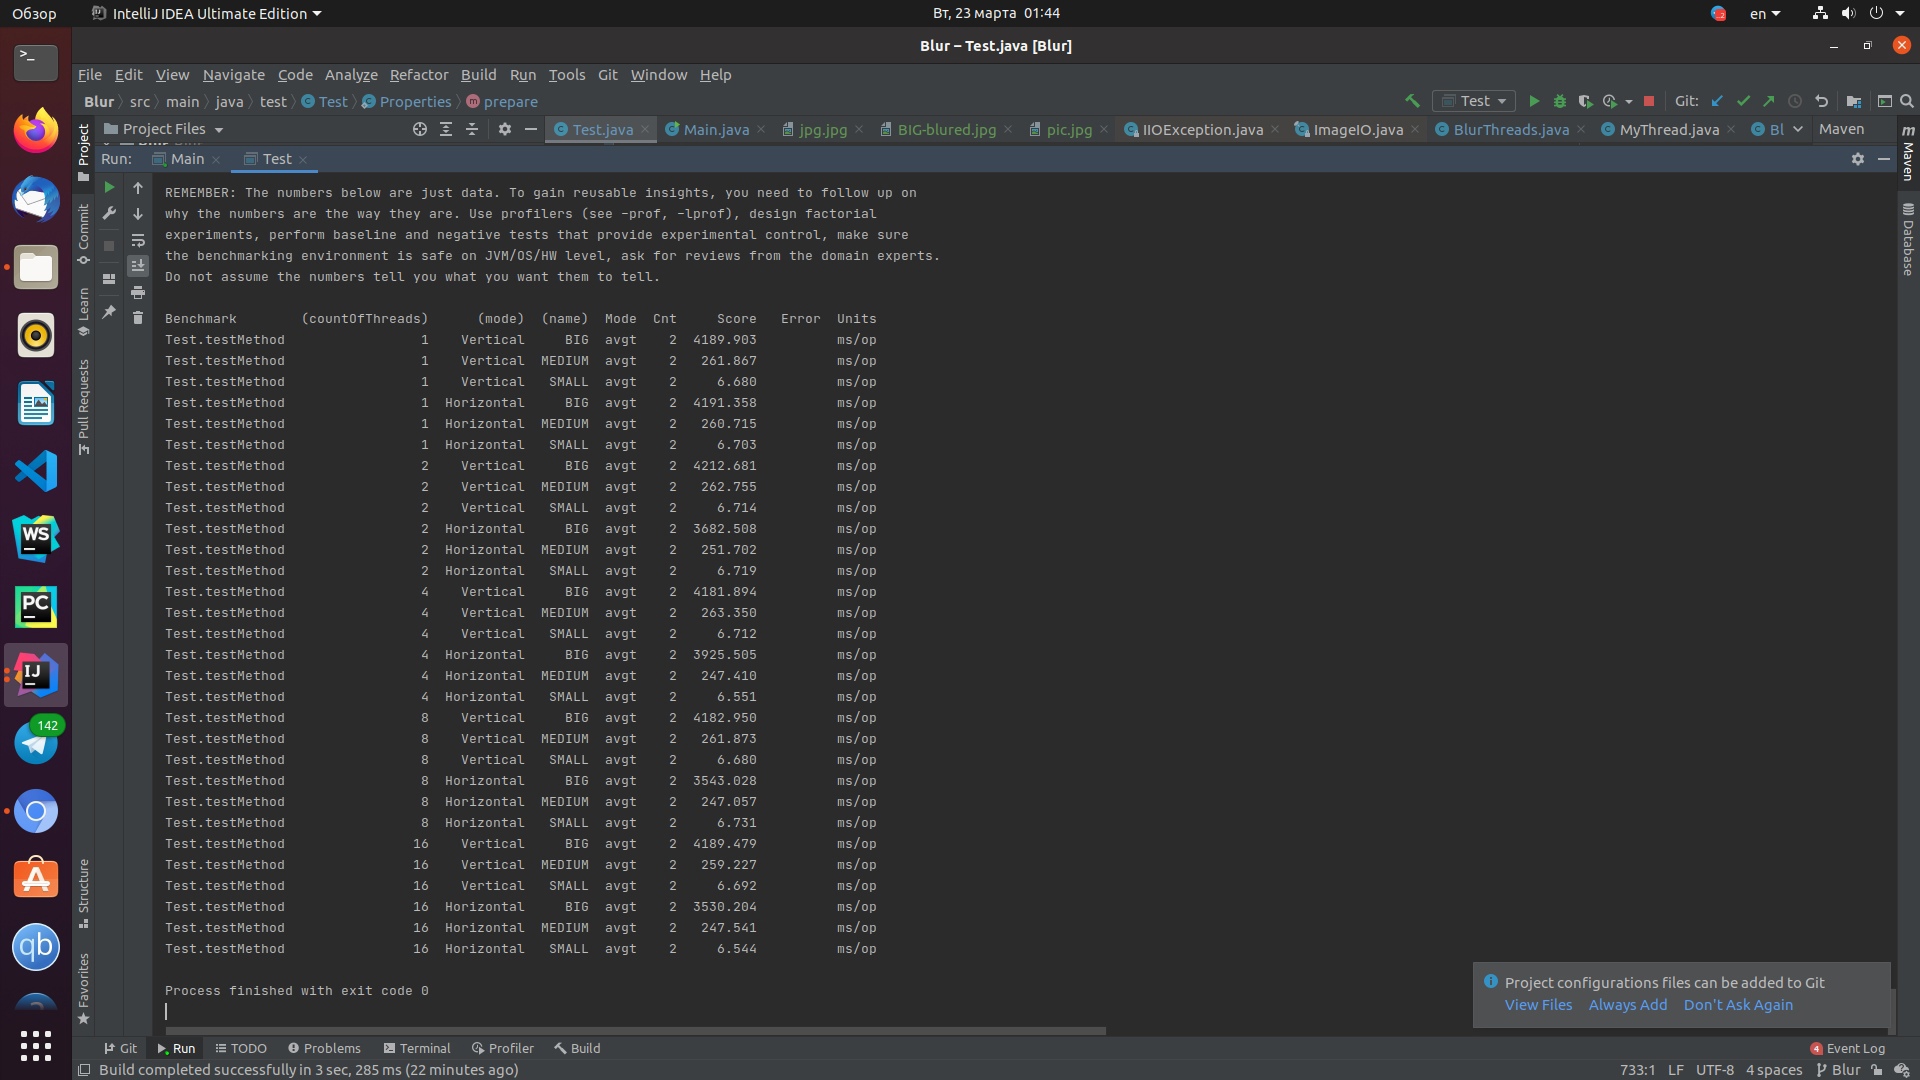 Обзор
IntelliJ IDEA Ultimate Edition
Вт, 23 марта 01:44
en
Blur – Test.java [Blur]
File Edit View Navigate Code Analyze Refactor Build Run Tools Git Window Help
Blur src main java test Test Properties prepare
Test
Git:
Project Files
Test.java Main.java jpg.jpg BIG-blured.jpg pic.jpg IIOException.java ImageIO.java BlurThreads.java MyThread.java Bl
Maven
Run: Main Test
REMEMBER: The numbers below are just data. To gain reusable insights, you need to follow up on
why the numbers are the way they are. Use profilers (see -prof, -lprof), design factorial
experiments, perform baseline and negative tests that provide experimental control, make sure
the benchmarking environment is safe on JVM/OS/HW level, ask for reviews from the domain experts.
Do not assume the numbers tell you what you want them to tell.
Benchmark (countOfThreads) (mode) (name) Mode Cnt Score Error Units
Test.testMethod 1 Vertical BIG avgt 2 4189.903 ms/op
Test.testMethod 1 Vertical MEDIUM avgt 2 261.867 ms/op
Test.testMethod 1 Vertical SMALL avgt 2 6.680 ms/op
Test.testMethod 1 Horizontal BIG avgt 2 4191.358 ms/op
Test.testMethod 1 Horizontal MEDIUM avgt 2 260.715 ms/op
Test.testMethod 1 Horizontal SMALL avgt 2 6.703 ms/op
Test.testMethod 2 Vertical BIG avgt 2 4212.681 ms/op
Test.testMethod 2 Vertical MEDIUM avgt 2 262.755 ms/op
Test.testMethod 2 Vertical SMALL avgt 2 6.714 ms/op
Test.testMethod 2 Horizontal BIG avgt 2 3682.508 ms/op
Test.testMethod 2 Horizontal MEDIUM avgt 2 251.702 ms/op
Test.testMethod 2 Horizontal SMALL avgt 2 6.719 ms/op
Test.testMethod 4 Vertical BIG avgt 2 4181.894 ms/op
Test.testMethod 4 Vertical MEDIUM avgt 2 263.350 ms/op
Test.testMethod 4 Vertical SMALL avgt 2 6.712 ms/op
Test.testMethod 4 Horizontal BIG avgt 2 3925.505 ms/op
Test.testMethod 4 Horizontal MEDIUM avgt 2 247.410 ms/op
Test.testMethod 4 Horizontal SMALL avgt 2 6.551 ms/op
Test.testMethod 8 Vertical BIG avgt 2 4182.950 ms/op
Test.testMethod 8 Vertical MEDIUM avgt 2 261.873 ms/op
Test.testMethod 8 Vertical SMALL avgt 2 6.680 ms/op
Test.testMethod 8 Horizontal BIG avgt 2 3543.028 ms/op
Test.testMethod 8 Horizontal MEDIUM avgt 2 247.057 ms/op
Test.testMethod 8 Horizontal SMALL avgt 2 6.731 ms/op
Test.testMethod 16 Vertical BIG avgt 2 4189.479 ms/op
Test.testMethod 16 Vertical MEDIUM avgt 2 259.227 ms/op
Test.testMethod 16 Vertical SMALL avgt 2 6.692 ms/op
Test.testMethod 16 Horizontal BIG avgt 2 3530.204 ms/op
Test.testMethod 16 Horizontal MEDIUM avgt 2 247.541 ms/op
Test.testMethod 16 Horizontal SMALL avgt 2 6.544 ms/op
Process finished with exit code 0
Project
Commit
Learn
Pull Requests
Structure
Favorites
Maven
Database
WS
PC
IJ
142
qb
Project configurations files can be added to Git
View Files Always Add Don't Ask Again
Git Run TODO Problems Terminal Profiler Build
4 Event Log
Build completed successfully in 3 sec, 285 ms (22 minutes ago)
733:1 LF UTF-8 4 spaces Blur